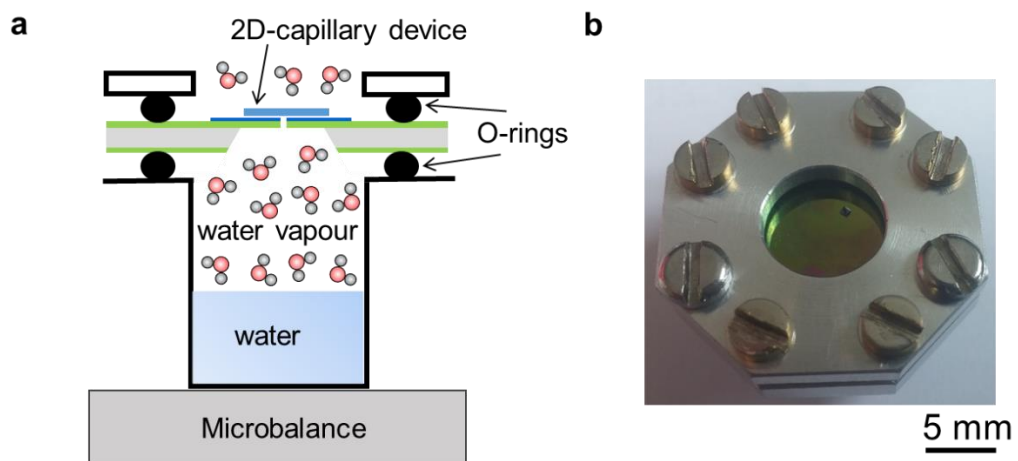 a
2D-capillary device
O-rings
water vapour
water
Microbalance
b
5 mm